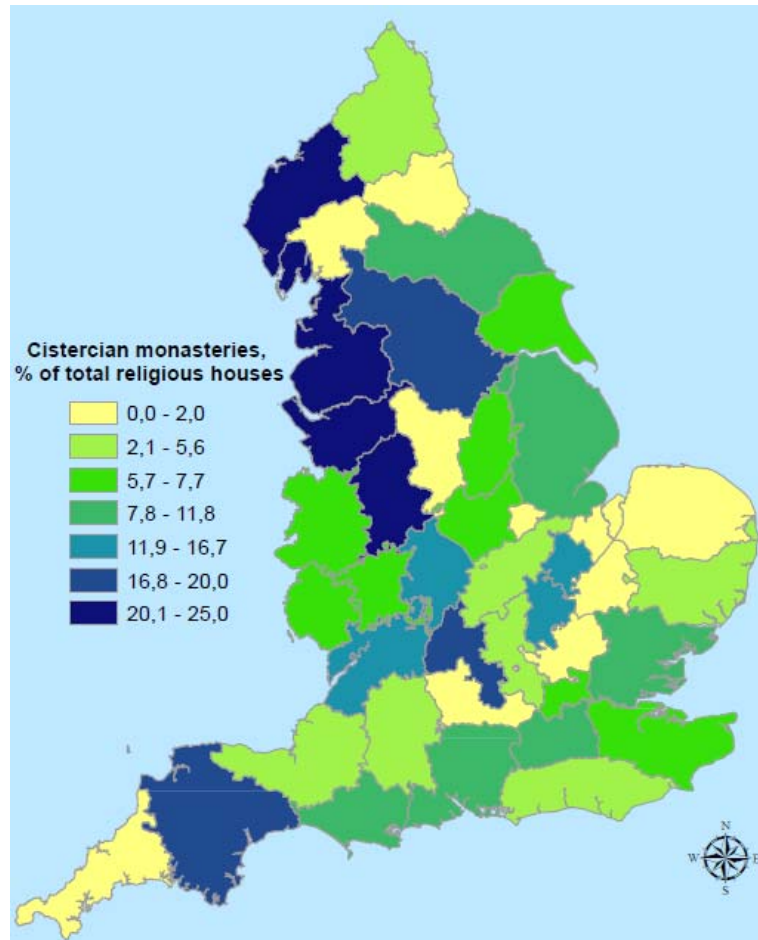 Cistercian monasteries,
% of total religious houses
0,0 - 2,0
2,1 - 5,6
5,7 - 7,7
7,8 - 11,8
11,9 - 16,7
16,8 - 20,0
20,1 - 25,0
N
W E
S